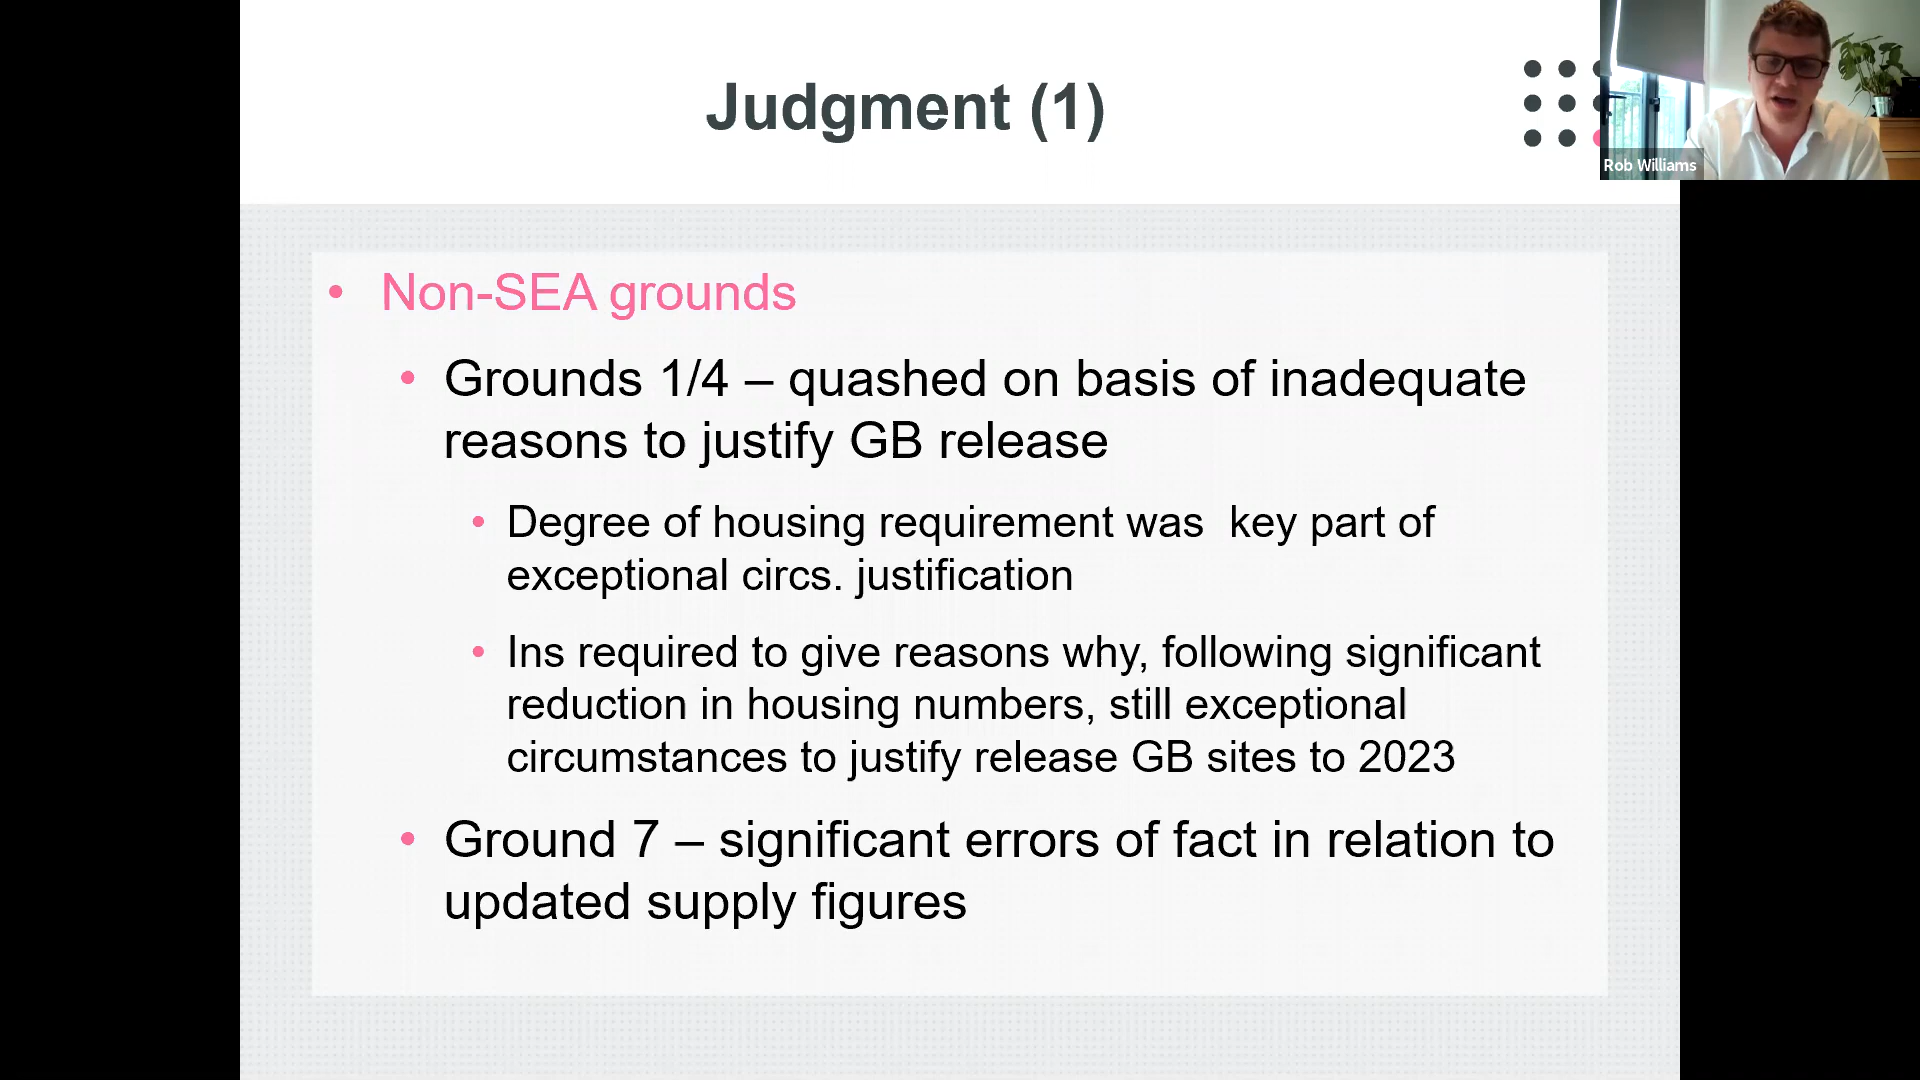 Judgment (1)
Rob Williams
• Non-SEA grounds
• Grounds 1/4 – quashed on basis of inadequate
reasons to justify GB release
• Degree of housing requirement was  key part of
exceptional circs. justification
• Ins required to give reasons why, following significant
reduction in housing numbers, still exceptional
circumstances to justify release GB sites to 2023
• Ground 7 – significant errors of fact in relation to
updated supply figures